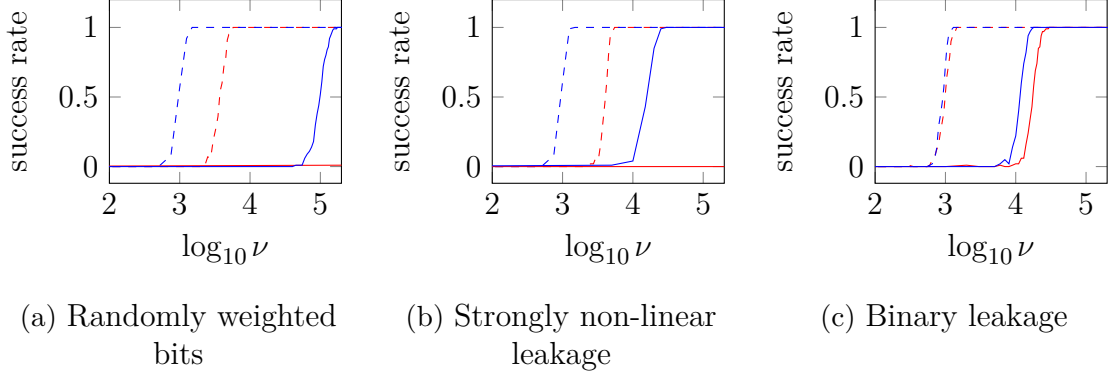 1
0.5
0
success rate
2 3 4 5
log₁₀ ν
(a) Randomly weighted
bits
1
0.5
0
success rate
2 3 4 5
log₁₀ ν
(b) Strongly non-linear
leakage
1
0.5
0
success rate
2 3 4 5
log₁₀ ν
(c) Binary leakage